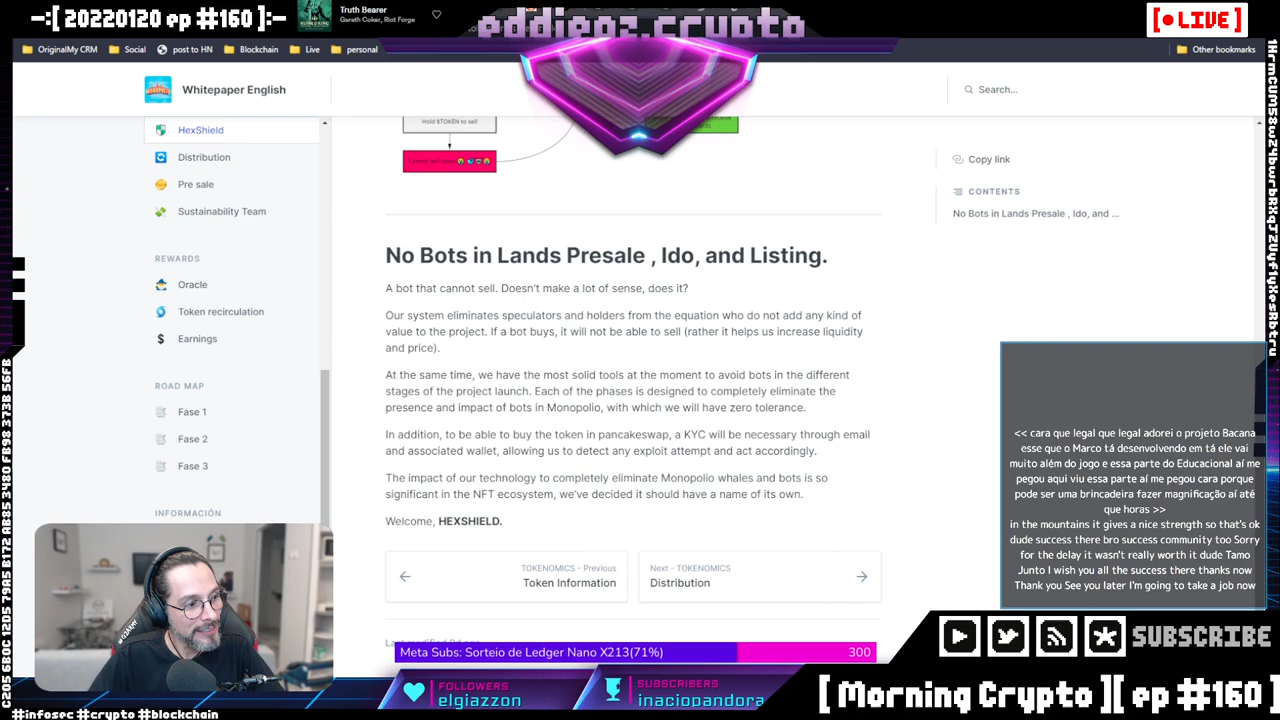 -:[ 20220120 ep #160 ]:-
Truth Bearer
Gareth Coker, Riot Forge
eddieoz.crypto
[● LIVE]
OriginalMy CRM
Social
post to HN
Blockchain
Live
personal
Other bookmarks
Whitepaper English
Search...
HexShield
Distribution
Pre sale
Sustainability Team
REWARDS
Oracle
Token recirculation
Earnings
ROAD MAP
Fase 1
Fase 2
Fase 3
INFORMACIÓN
Hold $TOKEN to sell
Copy link
CONTENTS
No Bots in Lands Presale , Ido, and ...
No Bots in Lands Presale , Ido, and Listing.
A bot that cannot sell. Doesn't make a lot of sense, does it?
Our system eliminates speculators and holders from the equation who do not add any kind of
value to the project. If a bot buys, it will not be able to sell (rather it helps us increase liquidity
and price).
At the same time, we have the most solid tools at the moment to avoid bots in the different
stages of the project launch. Each of the phases is designed to completely eliminate the
presence and impact of bots in Monopolio, with which we will have zero tolerance.
In addition, to be able to buy the token in pancakeswap, a KYC will be necessary through email
and associated wallet, allowing us to detect any exploit attempt and act accordingly.
The impact of our technology to completely eliminate Monopolio whales and bots is so
significant in the NFT ecosystem, we've decided it should have a name of its own.
Welcome, HEXSHIELD.
TOKENOMICS - Previous
Token Information
Next - TOKENOMICS
Distribution
<< cara que legal que legal adorei o projeto Bacana
esse que o Marco tá desenvolvendo em tá ele vai
muito além do jogo e essa parte do Educacional aí me
pegou aqui viu essa parte aí me pegou cara porque
pode ser uma brincadeira fazer magnificação aí até
que horas >>
in the mountains it gives a nice strength so that's ok
dude success there bro success community too Sorry
for the delay it wasn't really worth it dude Tamo
Junto I wish you all the success there thanks now
Thank you See you later I'm going to take a job now
Meta Subs: Sorteio de Ledger Nano X213(71%)
300
FOLLOWERS
elgiazzon
SUBSCRIBERS
inaciopandora
SUBSCRIBE
[ Morning Crypto ][ ep #160 ]
#infosec #crypto #blockchain